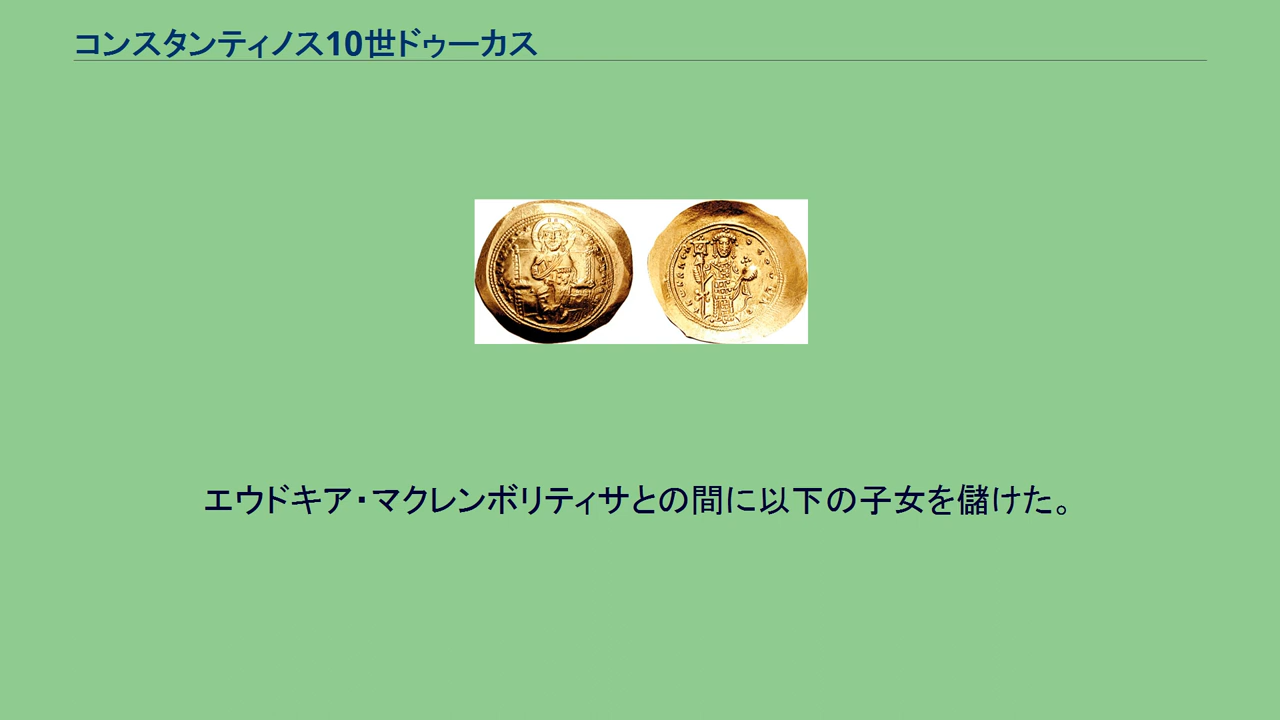 コンスタンティノス10世ドゥーカス
エウドキア・マクレンボリティサとの間に以下の子女を儲けた。